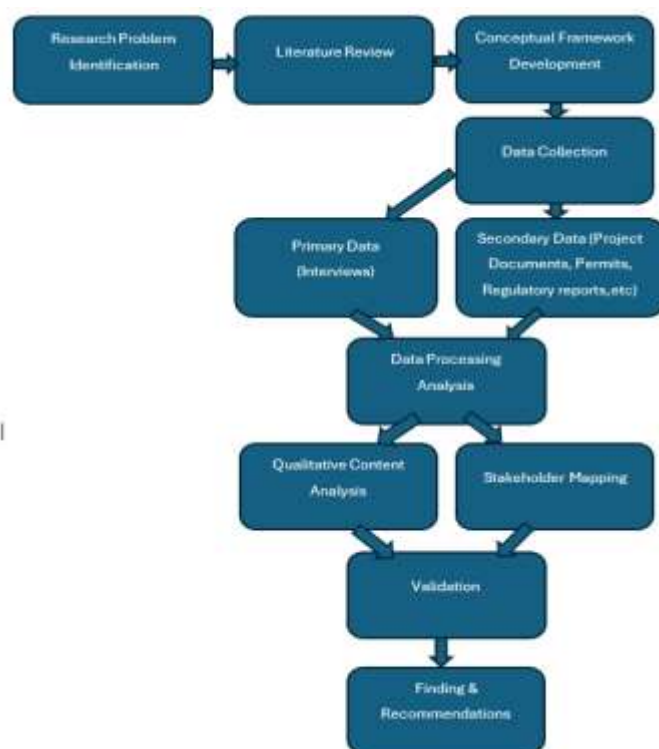 Research Problem
Identification
Literature Review
Conceptual Framework
Development
Data Collection
Primary Data
(Interviews)
Secondary Data (Project
Documents, Permits,
Regulatory reports,etc)
Data Processing
Analysis
Qualitative Content
Analysis
Stakeholder Mapping
Validation
Finding &
Recommendations